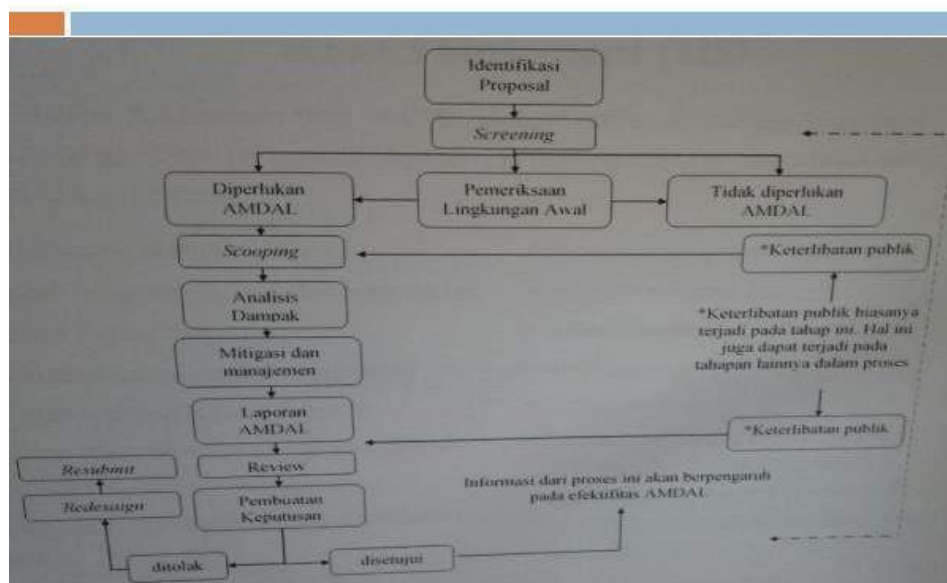 Identifikasi
Proposal
Screening
Diperlukan
AMDAL
Pemeriksaan
Lingkungan Awal
Tidak diperlukan
AMDAL
Scooping
*Keterlibatan publik
Analisis
Dampak
*Keterlibatan publik biasanya
terjadi pada tahap ini. Hal ini
juga dapat terjadi pada
tahapan lainnya dalam proses
Mitigasi dan
manajemen
Laporan
AMDAL
*Keterlibatan publik
Review
Resubmit
Informasi dari proses ini akan berpengaruh
pada efektifitas AMDAL
Redesaign
Pembuatan
Keputusan
ditolak
disetujui